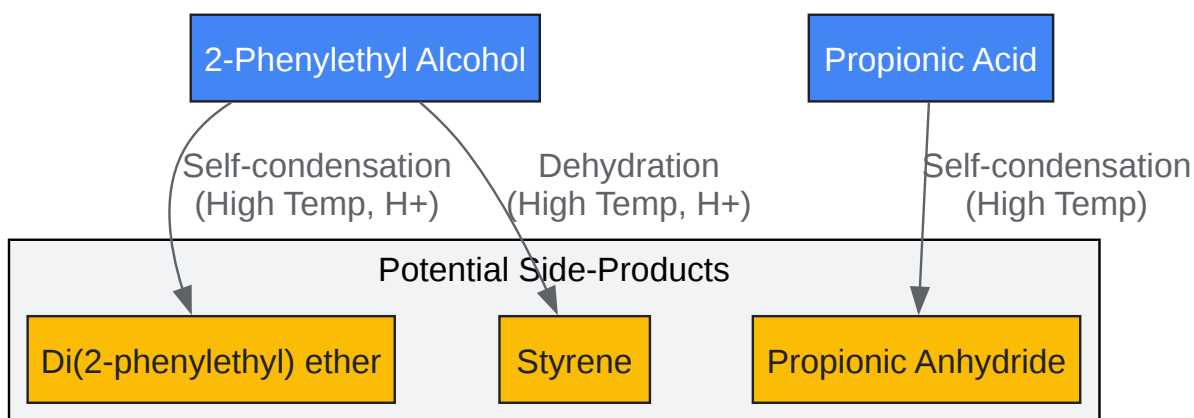 2-Phenylethyl Alcohol
Propionic Acid
Self-condensation
(High Temp, H+)
Dehydration
(High Temp, H+)
Self-condensation
(High Temp)
Potential Side-Products
Di(2-phenylethyl) ether
Styrene
Propionic Anhydride